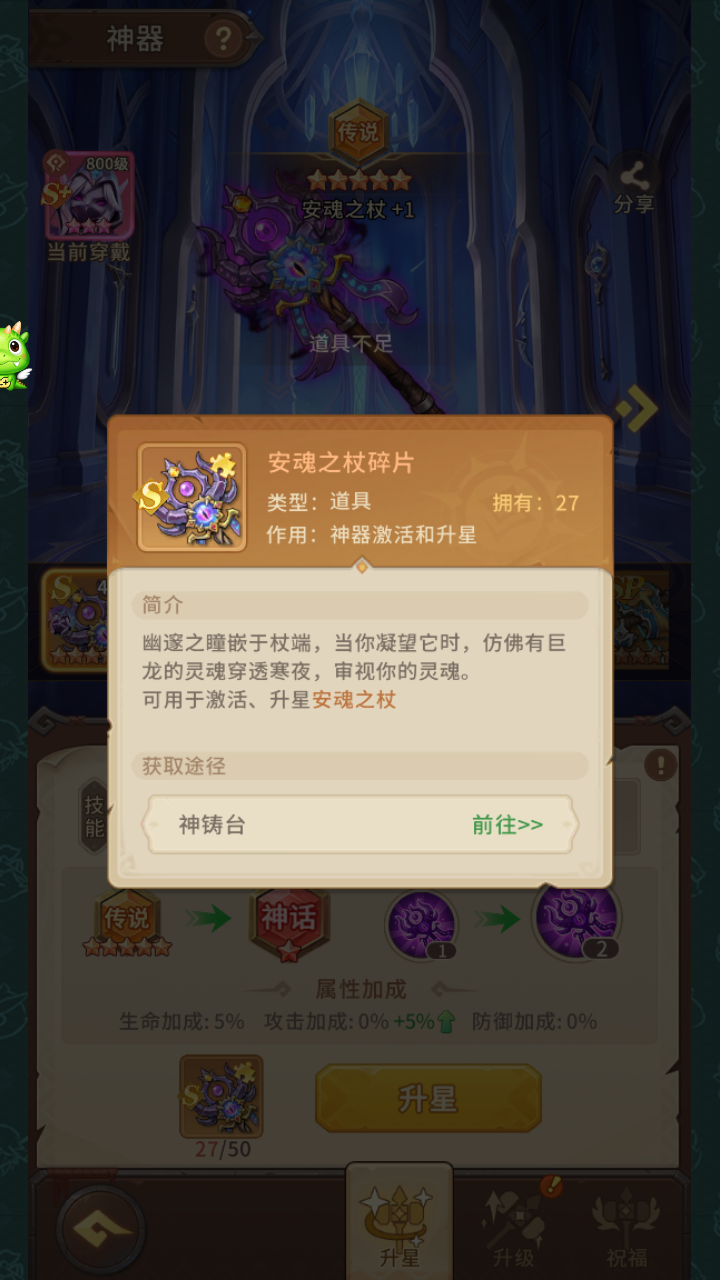 神器 ?
传说
800级
S+
当前穿戴
安魂之杖 +1
分享
道具不足
S
安魂之杖碎片
类型：道具
拥有：27
作用：神器激活和升星
S 4
SP
简介
幽邃之瞳嵌于杖端，当你凝望它时，仿佛有巨
龙的灵魂穿透寒夜，审视你的灵魂。
可用于激活、升星安魂之杖
获取途径
技能
神铸台 前往>>
传说 神话 1 2
属性加成
生命加成: 5% 攻击加成: 0% +5% 防御加成: 0%
S
27/50
升星
升星 升级 祝福